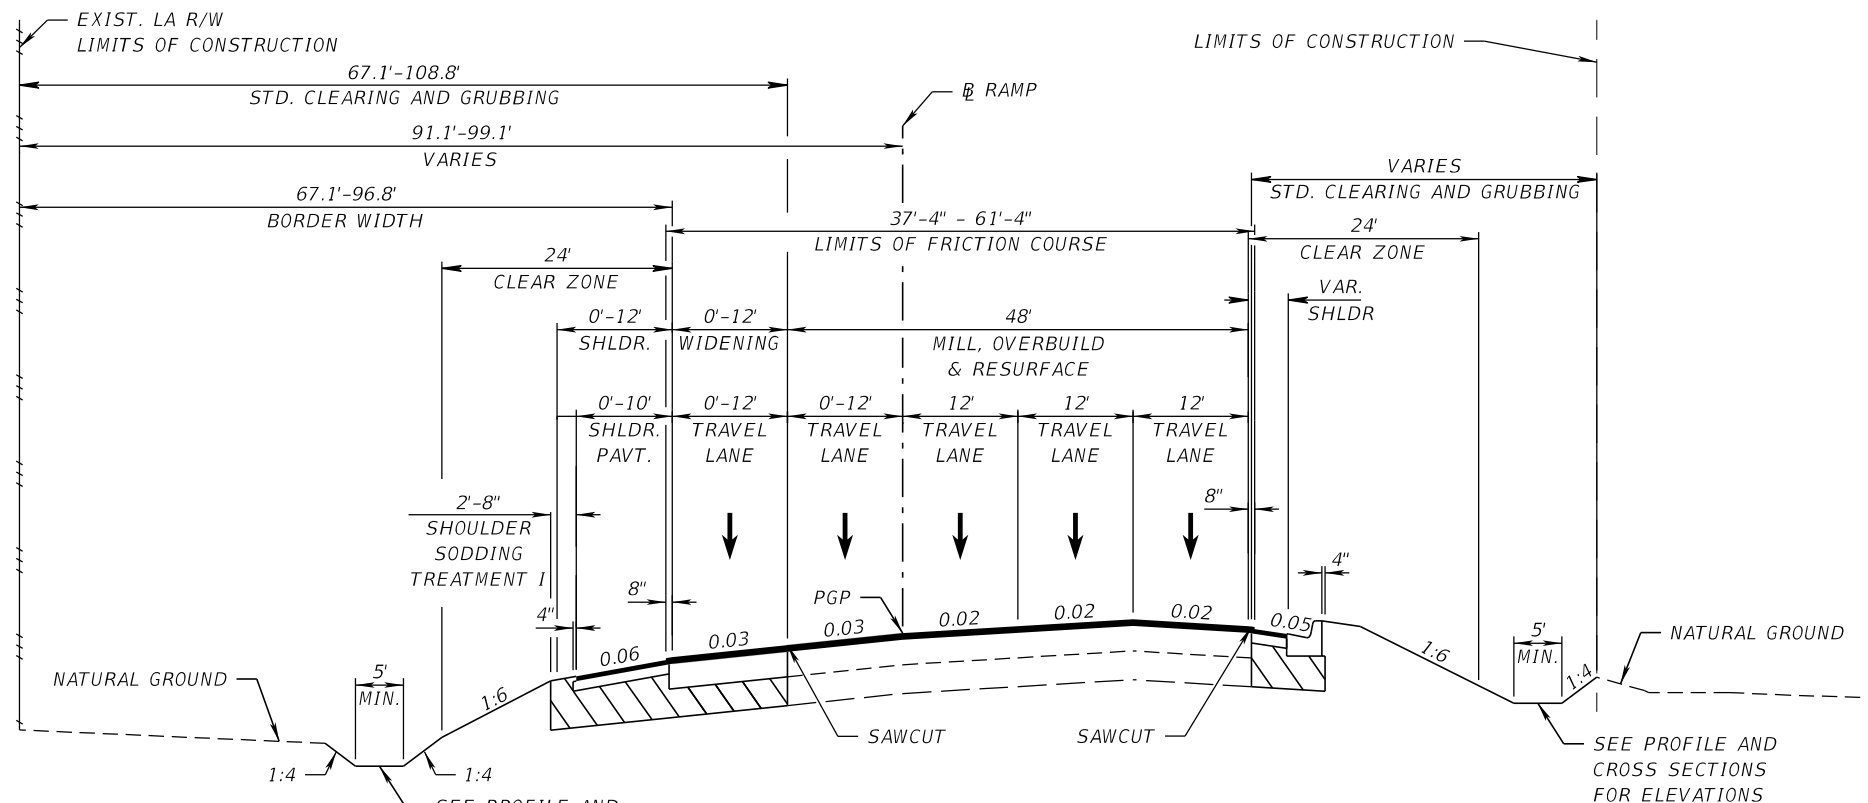 EXIST. LA R/W
LIMITS OF CONSTRUCTION
LIMITS OF CONSTRUCTION
67.1'-108.8'
STD. CLEARING AND GRUBBING
BL RAMP
91.1'-99.1'
VARIES
VARIES
STD. CLEARING AND GRUBBING
67.1'-96.8'
BORDER WIDTH
37'-4" - 61'-4"
LIMITS OF FRICTION COURSE
24'
CLEAR ZONE
24'
CLEAR ZONE
VAR.
SHLDR
0'-12'
SHLDR.
0'-12'
WIDENING
48'
MILL, OVERBUILD
& RESURFACE
0'-10'
SHLDR.
PAVT.
0'-12'
TRAVEL
LANE
0'-12'
TRAVEL
LANE
12'
TRAVEL
LANE
12'
TRAVEL
LANE
12'
TRAVEL
LANE
2'-8"
SHOULDER
SODDING
TREATMENT I
8"
4"
8"
4"
PGP
0.06
0.03
0.03
0.02
0.02
0.02
0.05
1:6
1:6
5'
MIN.
1:4
NATURAL GROUND
NATURAL GROUND
5'
MIN.
SAWCUT
SAWCUT
1:4
1:4
SEE PROFILE AND
CROSS SECTIONS
FOR ELEVATIONS
SEE PROFILE AND